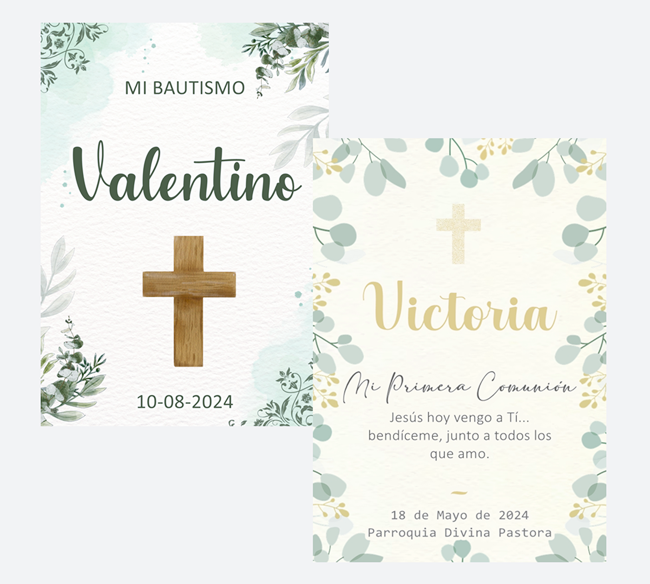 MI BAUTISMO
Valentino
10-08-2024
Victoria
Mi Primera Comunión
Jesús hoy vengo a Tí...
bendíceme, junto a todos los
que amo.
18 de Mayo de 2024
Parroquia Divina Pastora